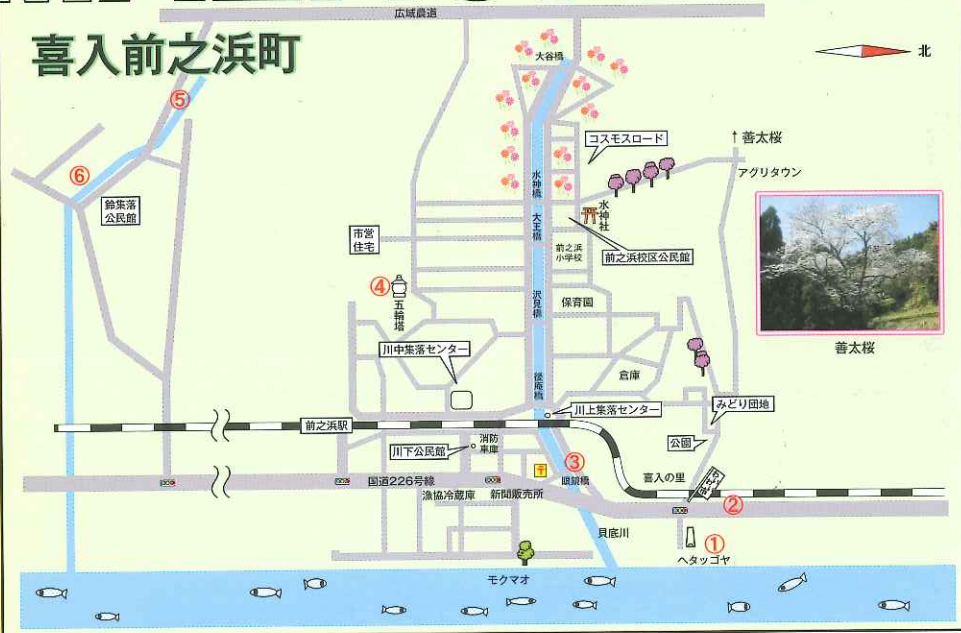 広域農道
喜入前之浜町
北
大谷橋
⑤
コスモスロード
↑善太桜
アグリタウン
⑥
水神橋
鈴集落
公民館
水神社
大王橋
市営
住宅
前之浜
小学校
前之浜校区公民館
④
五輪塔
沢見橋
保育園
善太桜
川中集落センター
後庵橋
倉庫
川上集落センター
みどり団地
前之浜駅
消防
車庫
公園
川下公民館
③
眼鏡橋
喜入の里
国道226号線
漁協冷蔵庫
新聞販売所
②
貝底川
①
ヘタッゴヤ
モクマオ